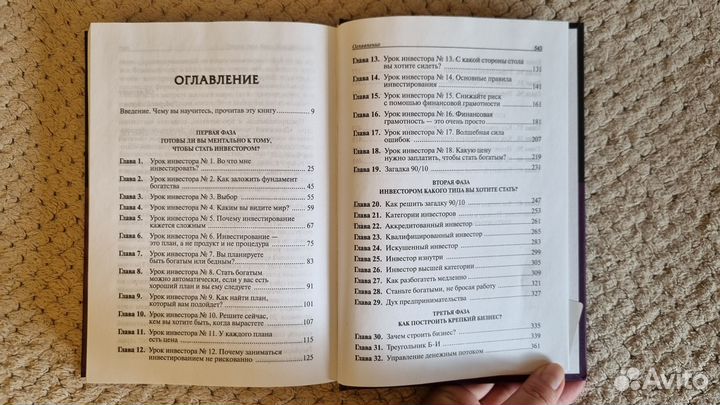 ОГЛАВЛЕНИЕ
Введение. Чему вы научитесь, прочитав эту книгу 9
ПЕРВАЯ ФАЗА
ГОТОВЫ ЛИ ВЫ МЕНТАЛЬНО К ТОМУ,
ЧТОБЫ СТАТЬ ИНВЕСТОРОМ?
Глава 1. Урок инвестора № 1. Во что мне
инвестировать? 25
Глава 2. Урок инвестора № 2. Как заложить фундамент
богатства 45
Глава 3. Урок инвестора № 3. Выбор 55
Глава 4. Урок инвестора № 4. Каким вы видите мир? 59
Глава 5. Урок инвестора № 5. Почему инвестирование
кажется сложным 67
Глава 6. Урок инвестора № 6. Инвестирование —
это план, а не продукт и не процедура 75
Глава 7. Урок инвестора № 7. Вы планируете
быть богатым или бедным? 83
Глава 8. Урок инвестора № 8. Стать богатым
можно автоматически, если у вас есть
хороший план и вы ему следуете 91
Глава 9. Урок инвестора № 9. Как найти план,
который вам подойдет? 101
Глава 10. Урок инвестора № 10. Решите сейчас,
кем вы хотите быть, когда вырастете 107
Глава 11. Урок инвестора № 11. У каждого плана
есть цена 115
Глава 12. Урок инвестора № 12. Почему заниматься
инвестированием не рискованно 125
Оглавление 543
Глава 13. Урок инвестора № 13. С какой стороны стола
вы хотите сидеть? 131
Глава 14. Урок инвестора № 14. Основные правила
инвестирования 141
Глава 15. Урок инвестора № 15. Снижайте риск
с помощью финансовой грамотности 161
Глава 16. Урок инвестора № 16. Финансовая
грамотность — это очень просто 181
Глава 17. Урок инвестора № 17. Волшебная сила
ошибок 207
Глава 18. Урок инвестора № 18. Какую цену
нужно заплатить, чтобы стать богатым? 219
Глава 19. Загадка 90/10 231
ВТОРАЯ ФАЗА
ИНВЕСТОРОМ КАКОГО ТИПА ВЫ ХОТИТЕ СТАТЬ?
Глава 20. Как решить загадку 90/10 247
Глава 21. Категории инвесторов 253
Глава 22. Аккредитованный инвестор 261
Глава 23. Квалифицированный инвестор 265
Глава 24. Искушенный инвестор 285
Глава 25. Инвестор изнутри 295
Глава 26. Инвестор высшей категории 305
Глава 27. Как разбогатеть медленно 309
Глава 28. Станьте богатыми, не бросая работу 321
Глава 29. Дух предпринимательства 327
ТРЕТЬЯ ФАЗА
КАК ПОСТРОИТЬ КРЕПКИЙ БИЗНЕС?
Глава 30. Зачем строить бизнес? 335
Глава 31. Треугольник Б-И 339
Глава 32. Управление денежным потоком 361
Avito